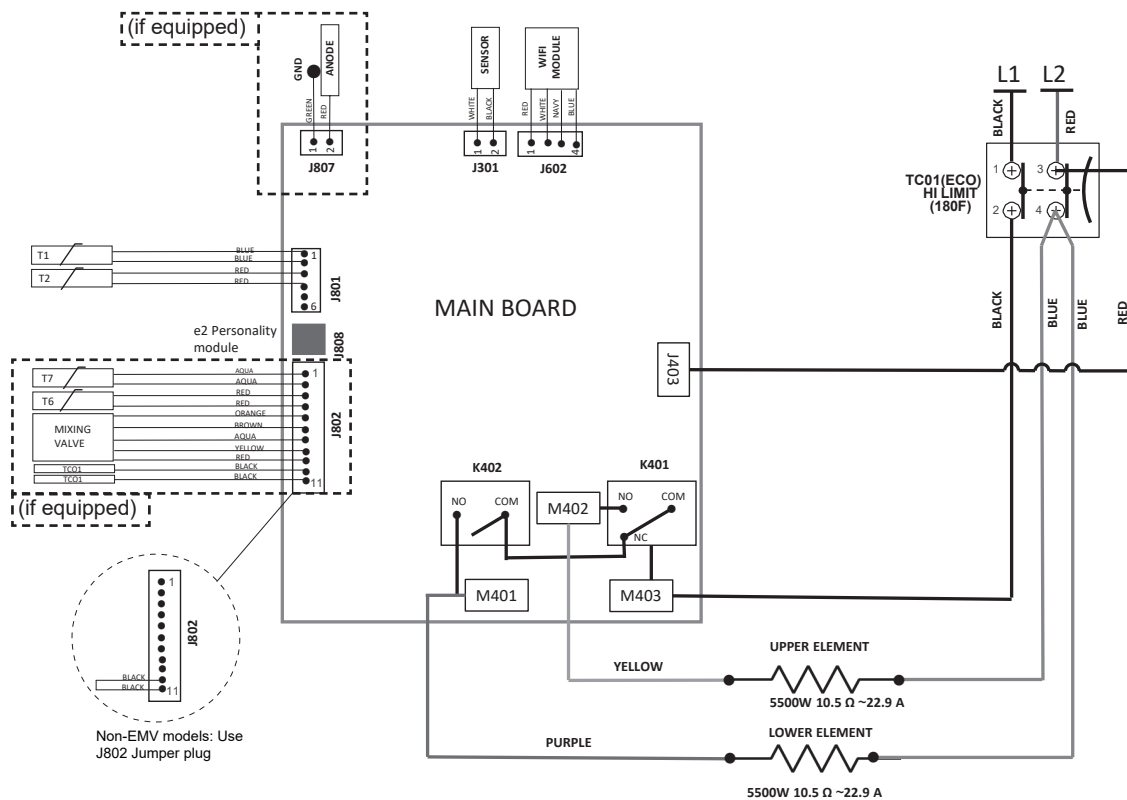 (if equipped)
GND
ANODE
GREEN
RED
1
2
J807
SENSOR
WHITE
BLACK
1
2
J301
WIFI
MODULE
RED
WHITE
NAVY
BLUE
1
4
J602
L1
L2
BLACK
RED
1
3
2
4
TC01(ECO)
HI LIMIT
(180F)
T1
BLUE
BLUE
T2
RED
RED
1
6
J801
MAIN BOARD
BLACK
BLUE
BLUE
RED
e2 Personality
module
J808
J403
T7
AQUA
AQUA
T6
RED
RED
MIXING
VALVE
ORANGE
BROWN
AQUA
YELLOW
RED
TCO1
BLACK
TCO1
BLACK
1
11
J802
(if equipped)
K402
NO
COM
M402
K401
NO
COM
NC
M401
M403
1
11
J802
BLACK
BLACK
Non-EMV models: Use
J802 Jumper plug
YELLOW
UPPER ELEMENT
5500W 10.5 Ω ~22.9 A
PURPLE
LOWER ELEMENT
5500W 10.5 Ω ~22.9 A